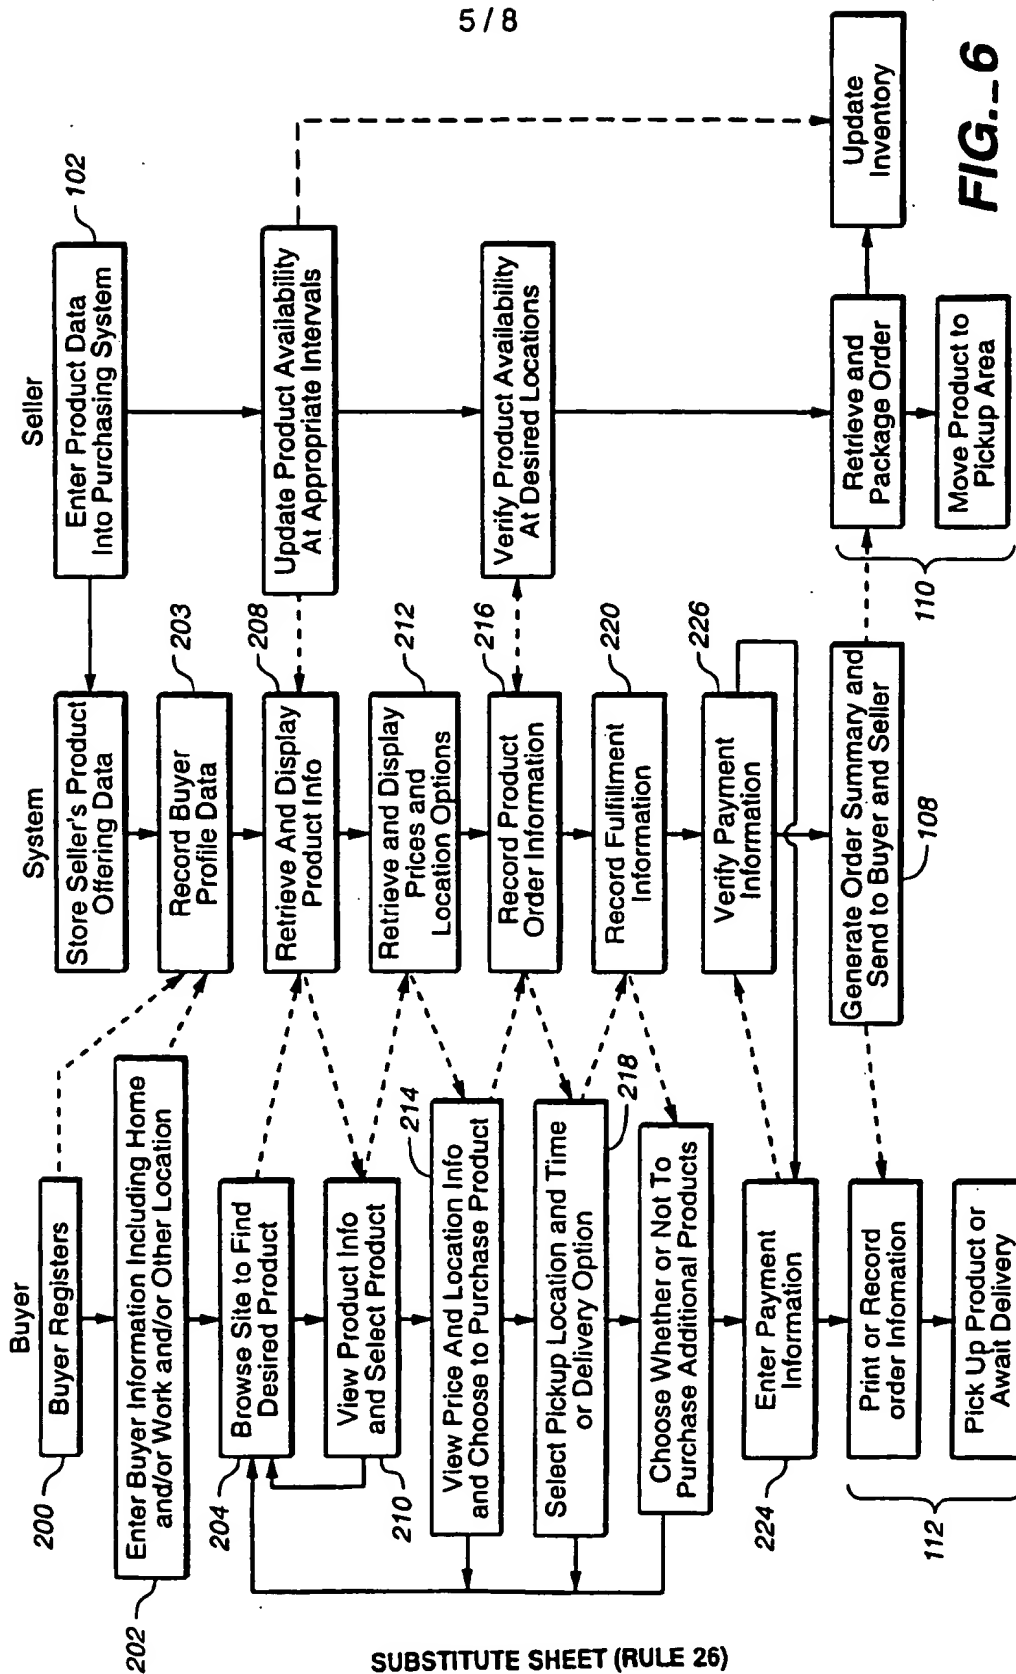 5 / 8
Buyer
200
Buyer Registers
202
Enter Buyer Information Including Home
and/or Work and/or Other Location
204
Browse Site to Find
Desired Product
210
View Product Info
and Select Product
214
View Price And Location Info
and Choose to Purchase Product
218
Select Pickup Location and Time
or Delivery Option
Choose Whether or Not To
Purchase Additional Products
224
Enter Payment
Information
112
Print or Record
order Infomation
Pick Up Product or
Await Delivery
System
Store Seller's Product
Offering Data
203
Record Buyer
Profile Data
208
Retrieve And Display
Product Info
212
Retrieve and Display
Prices and
Location Options
216
Record Product
Order Information
220
Record Fulfillment
Information
226
Verify Payment
Information
108
Generate Order Summary and
Send to Buyer and Seller
Seller
102
Enter Product Data
Into Purchasing System
Update Product Availability
At Appropriate Intervals
Verify Product Availability
At Desired Locations
110
Retrieve and
Package Order
Move Product to
Pickup Area
Update
Inventory
FIG._6
SUBSTITUTE SHEET (RULE 26)